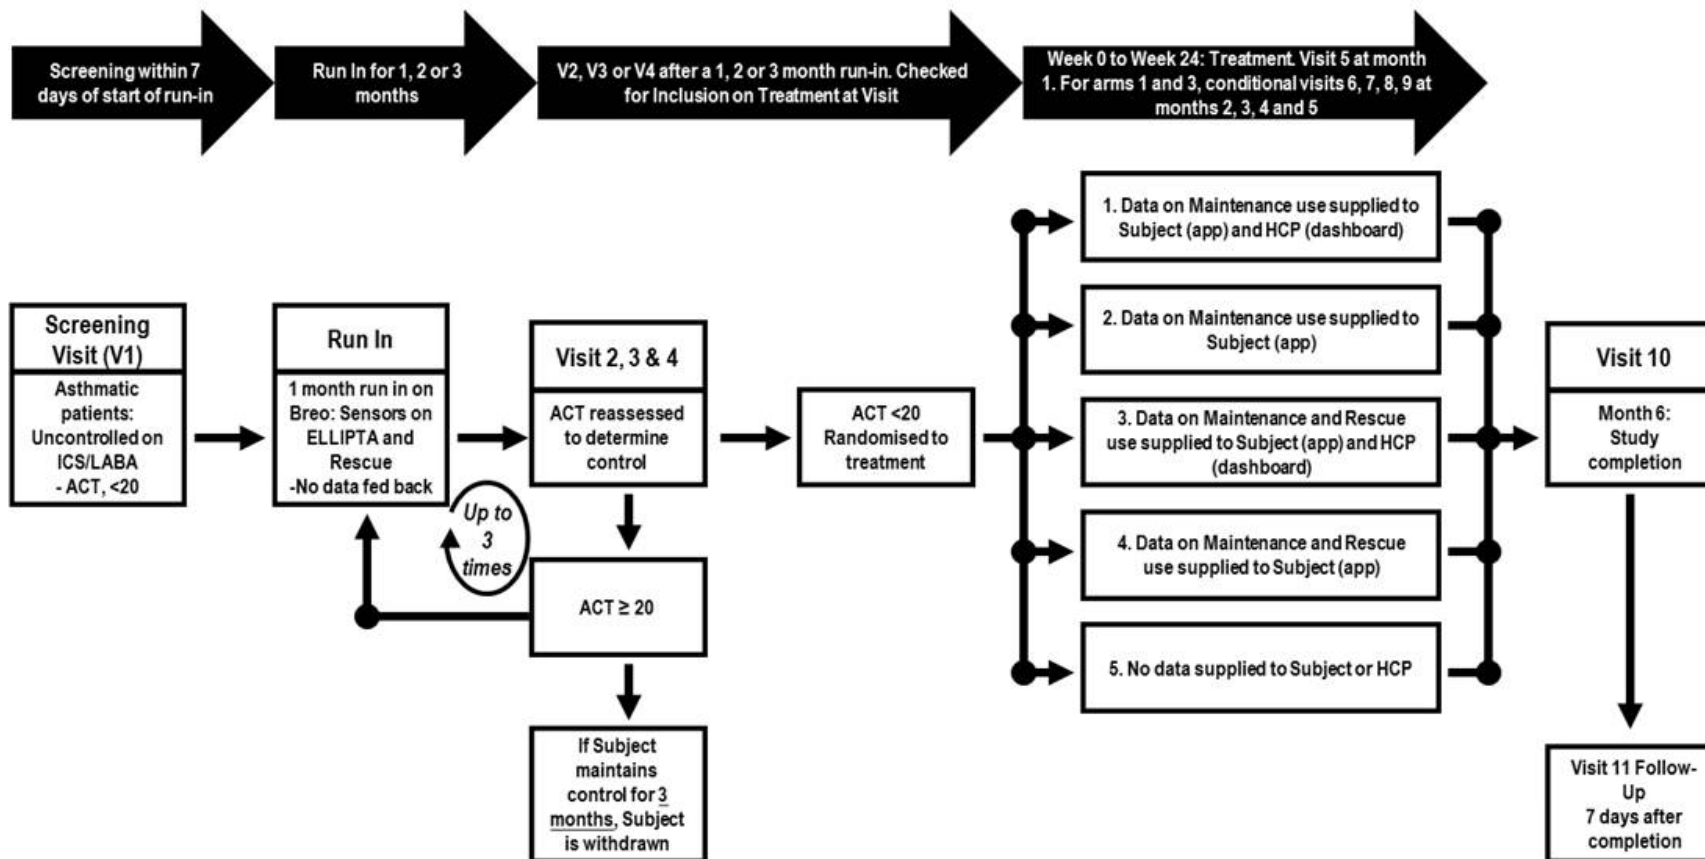 Screening within 7
days of start of run-in
Run In for 1, 2 or 3
months
V2, V3 or V4 after a 1, 2 or 3 month run-in. Checked
for Inclusion on Treatment at Visit
Week 0 to Week 24: Treatment. Visit 5 at month
1. For arms 1 and 3, conditional visits 6, 7, 8, 9 at
months 2, 3, 4 and 5
Screening
Visit (V1)
Asthmatic
patients:
Uncontrolled on
ICS/LABA
- ACT, <20
Run In
1 month run in on
Breo: Sensors on
ELLIPTA and
Rescue
-No data fed back
Up to
3
times
Visit 2, 3 & 4
ACT reassessed
to determine
control
ACT ≥ 20
If Subject
maintains
control for 3
months, Subject
is withdrawn
ACT <20
Randomised to
treatment
1. Data on Maintenance use supplied to
Subject (app) and HCP (dashboard)
2. Data on Maintenance use supplied to
Subject (app)
3. Data on Maintenance and Rescue
use supplied to Subject (app) and HCP
(dashboard)
4. Data on Maintenance and Rescue
use supplied to Subject (app)
5. No data supplied to Subject or HCP
Visit 10
Month 6:
Study
completion
Visit 11 Follow-
Up
7 days after
completion